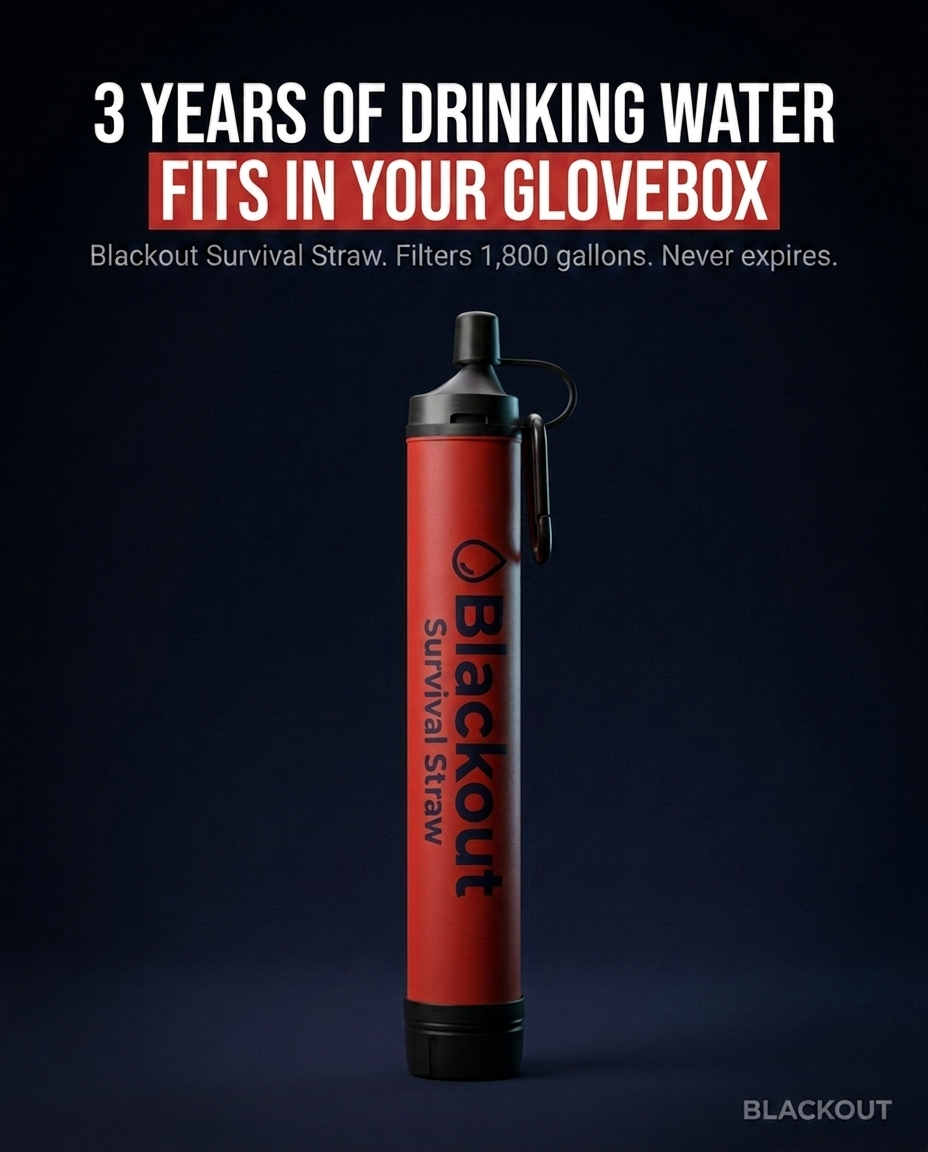 3 YEARS OF DRINKING WATER
FITS IN YOUR GLOVEBOX
Blackout Survival Straw. Filters 1,800 gallons. Never expires.
Blackout
Survival Straw
BLACKOUT